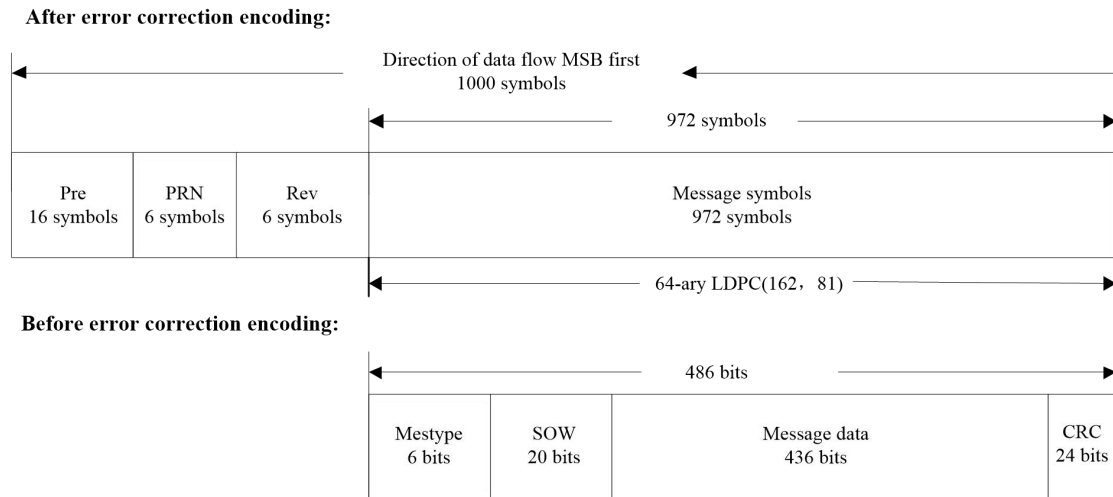 After error correction encoding:
Direction of data flow MSB first
1000 symbols
972 symbols
Pre
16 symbols
PRN
6 symbols
Rev
6 symbols
Message symbols
972 symbols
64-ary LDPC(162，81)
Before error correction encoding:
486 bits
Mestype
6 bits
SOW
20 bits
Message data
436 bits
CRC
24 bits